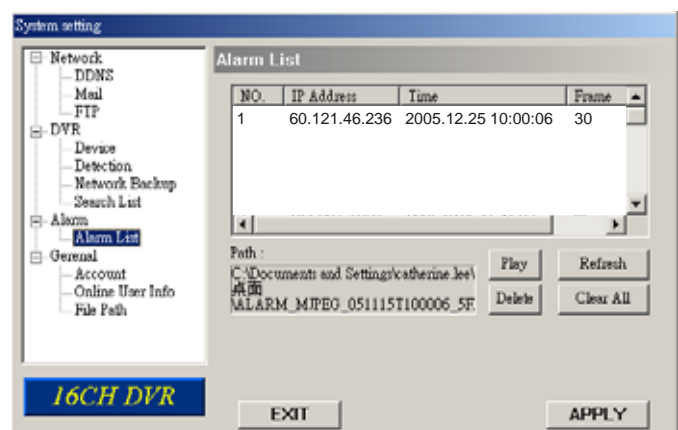 System setting
Network
DDNS
Mail
FTP
DVR
Device
Detection
Network Backup
Search List
Alarm
Alarm List
Gerenal
Account
Online User Info
File Path
16CH DVR
Alarm List
NO. IP Address Time Frame
1 60.121.46.236 2005.12.25 10:00:06 30
Path :
C:\Documents and Settings\catherine.lee\
桌面
\ALARM_MJPEG_051115T100006_5F.
Play
Refresh
Delete
Clear All
EXIT
APPLY